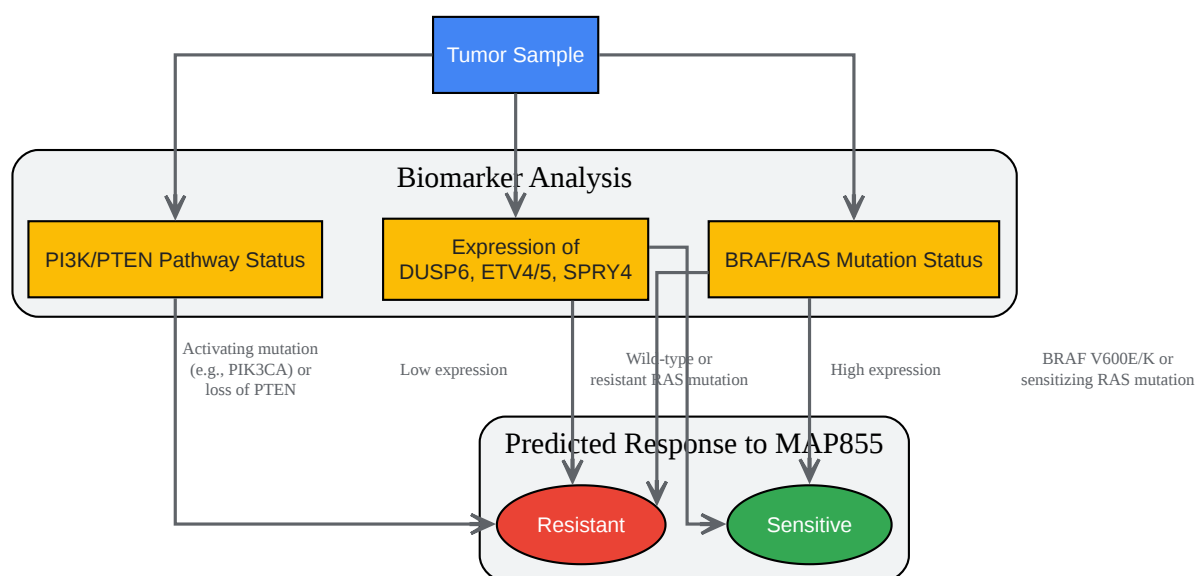 Tumor Sample
Biomarker Analysis
PI3K/PTEN Pathway Status
Expression of
DUSP6, ETV4/5, SPRY4
BRAF/RAS Mutation Status
Activating mutation
(e.g., PIK3CA) or
loss of PTEN
Low expression
Wild-type or
resistant RAS mutation
High expression
BRAF V600E/K or
sensitizing RAS mutation
Predicted Response to MAP855
Resistant
Sensitive